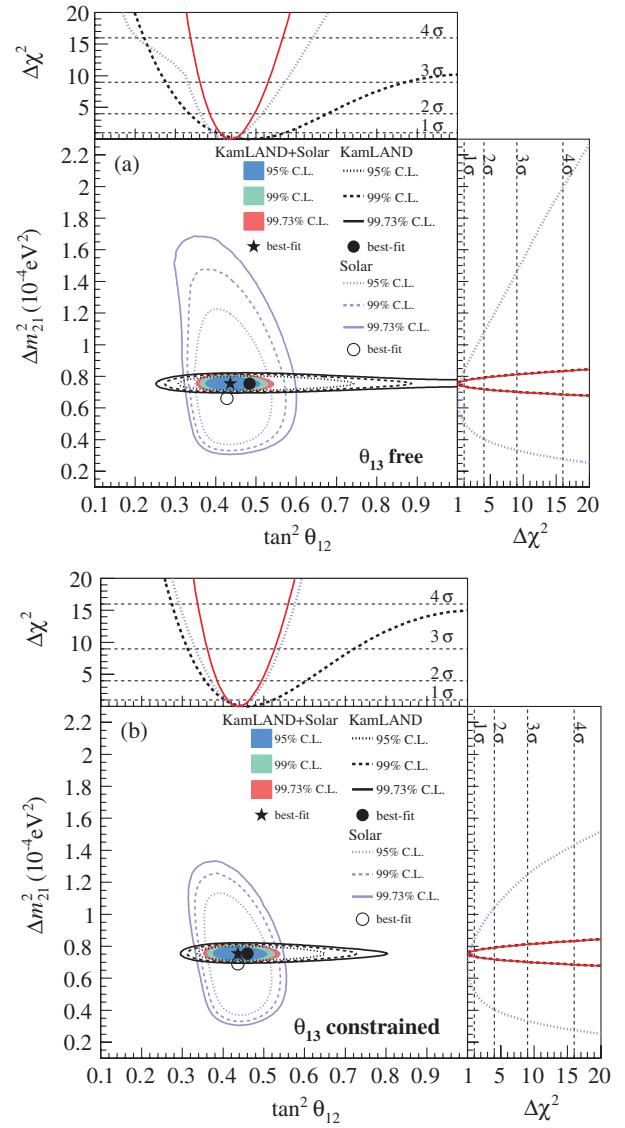 20
15
10
5
Δχ²
4σ
3σ
2σ
1σ
(a)
KamLAND+Solar KamLAND
95% C.L. 95% C.L.
99% C.L. 99% C.L.
99.73% C.L. 99.73% C.L.
best-fit best-fit
Solar
95% C.L.
99% C.L.
99.73% C.L.
best-fit
θ13 free
1σ 2σ 3σ 4σ
2.2
2
1.8
1.6
1.4
1.2
1
0.8
0.6
0.4
0.2
Δm²21 (10⁻⁴ eV²)
0.1 0.2 0.3 0.4 0.5 0.6 0.7 0.8 0.9 1 5 10 15 20
tan² θ12 Δχ²
20
15
10
5
Δχ²
4σ
3σ
2σ
1σ
(b)
KamLAND+Solar KamLAND
95% C.L. 95% C.L.
99% C.L. 99% C.L.
99.73% C.L. 99.73% C.L.
best-fit best-fit
Solar
95% C.L.
99% C.L.
99.73% C.L.
best-fit
θ13 constrained
1σ 2σ 3σ 4σ
2.2
2
1.8
1.6
1.4
1.2
1
0.8
0.6
0.4
0.2
Δm²21 (10⁻⁴ eV²)
0.1 0.2 0.3 0.4 0.5 0.6 0.7 0.8 0.9 1 5 10 15 20
tan² θ12 Δχ²